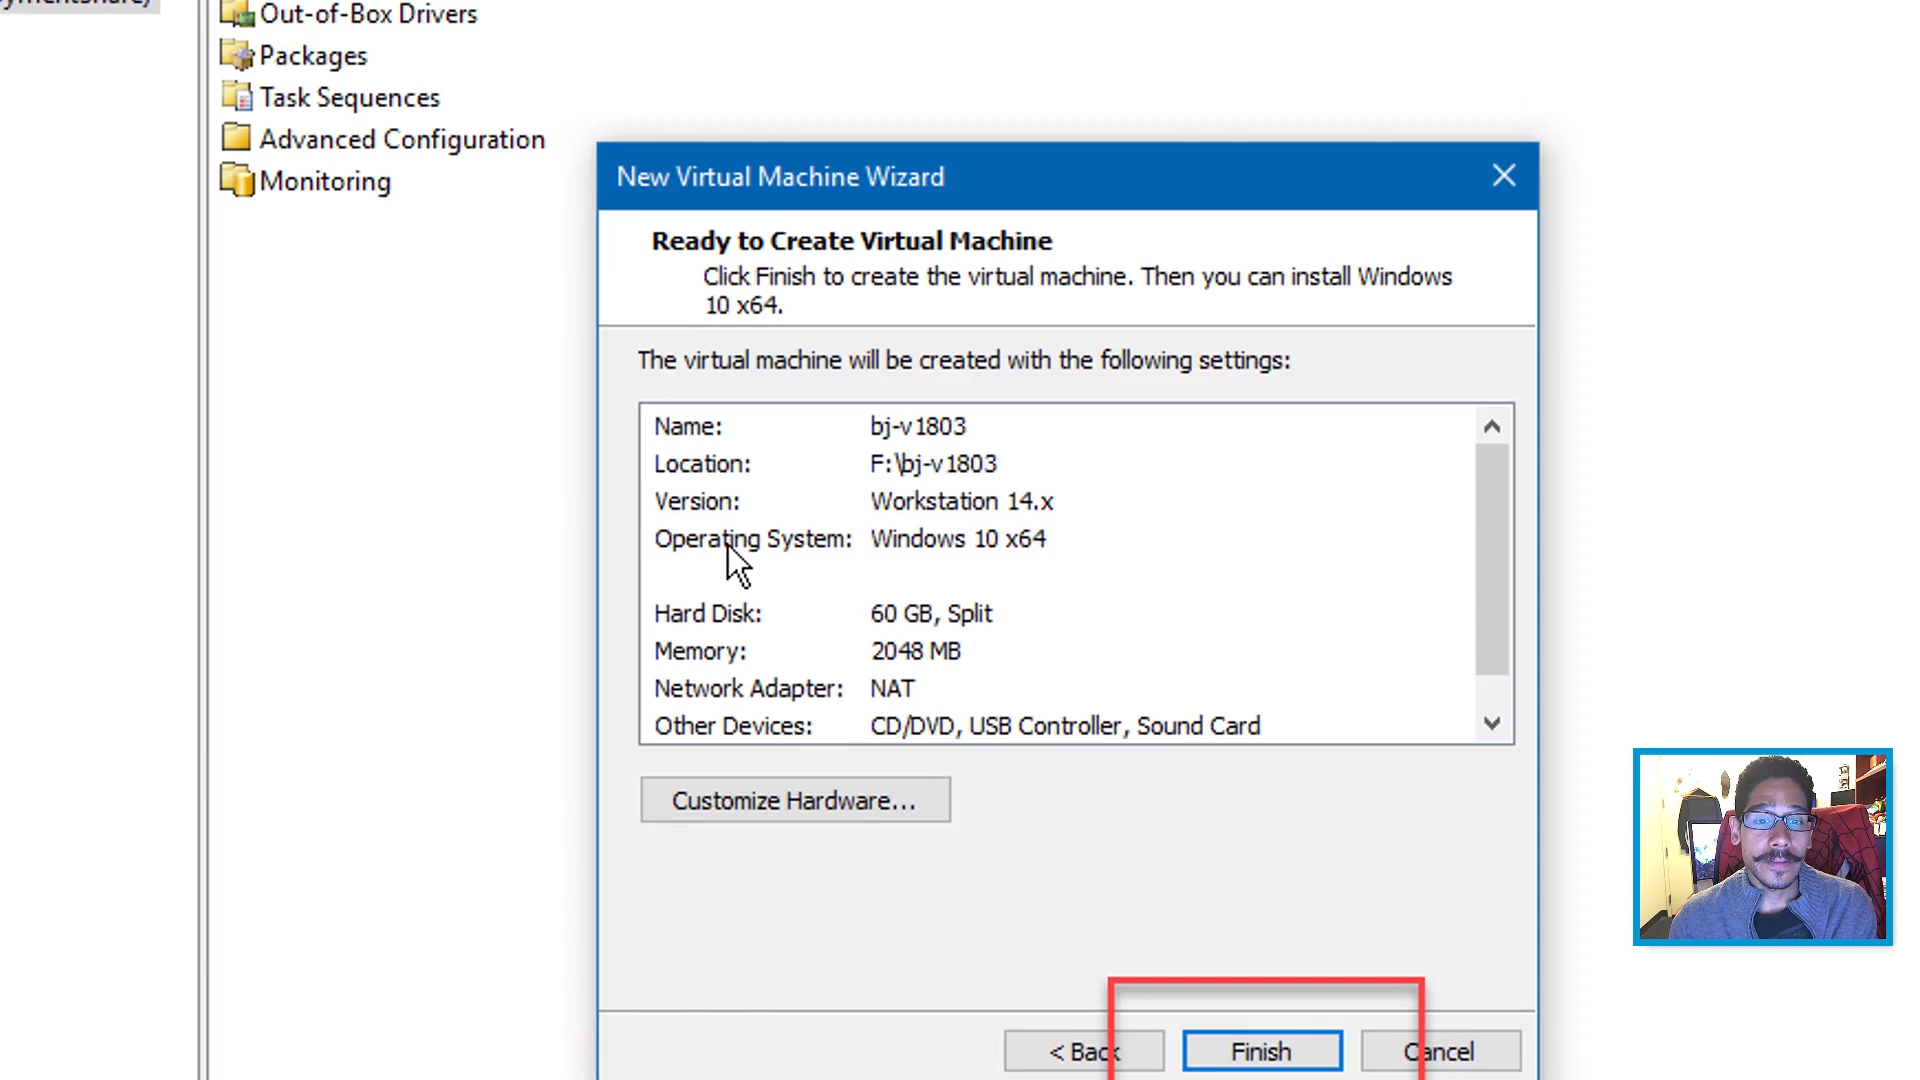 Out-of-Box Drivers
Packages
Task Sequences
Advanced Configuration
Monitoring
New Virtual Machine Wizard
Ready to Create Virtual Machine
Click Finish to create the virtual machine. Then you can install Windows
10 x64.
The virtual machine will be created with the following settings:
Name: bj-v1803
Location: F:\bj-v1803
Version: Workstation 14.x
Operating System: Windows 10 x64
Hard Disk: 60 GB, Split
Memory: 2048 MB
Network Adapter: NAT
Other Devices: CD/DVD, USB Controller, Sound Card
Customize Hardware...
< Back
Finish
Cancel